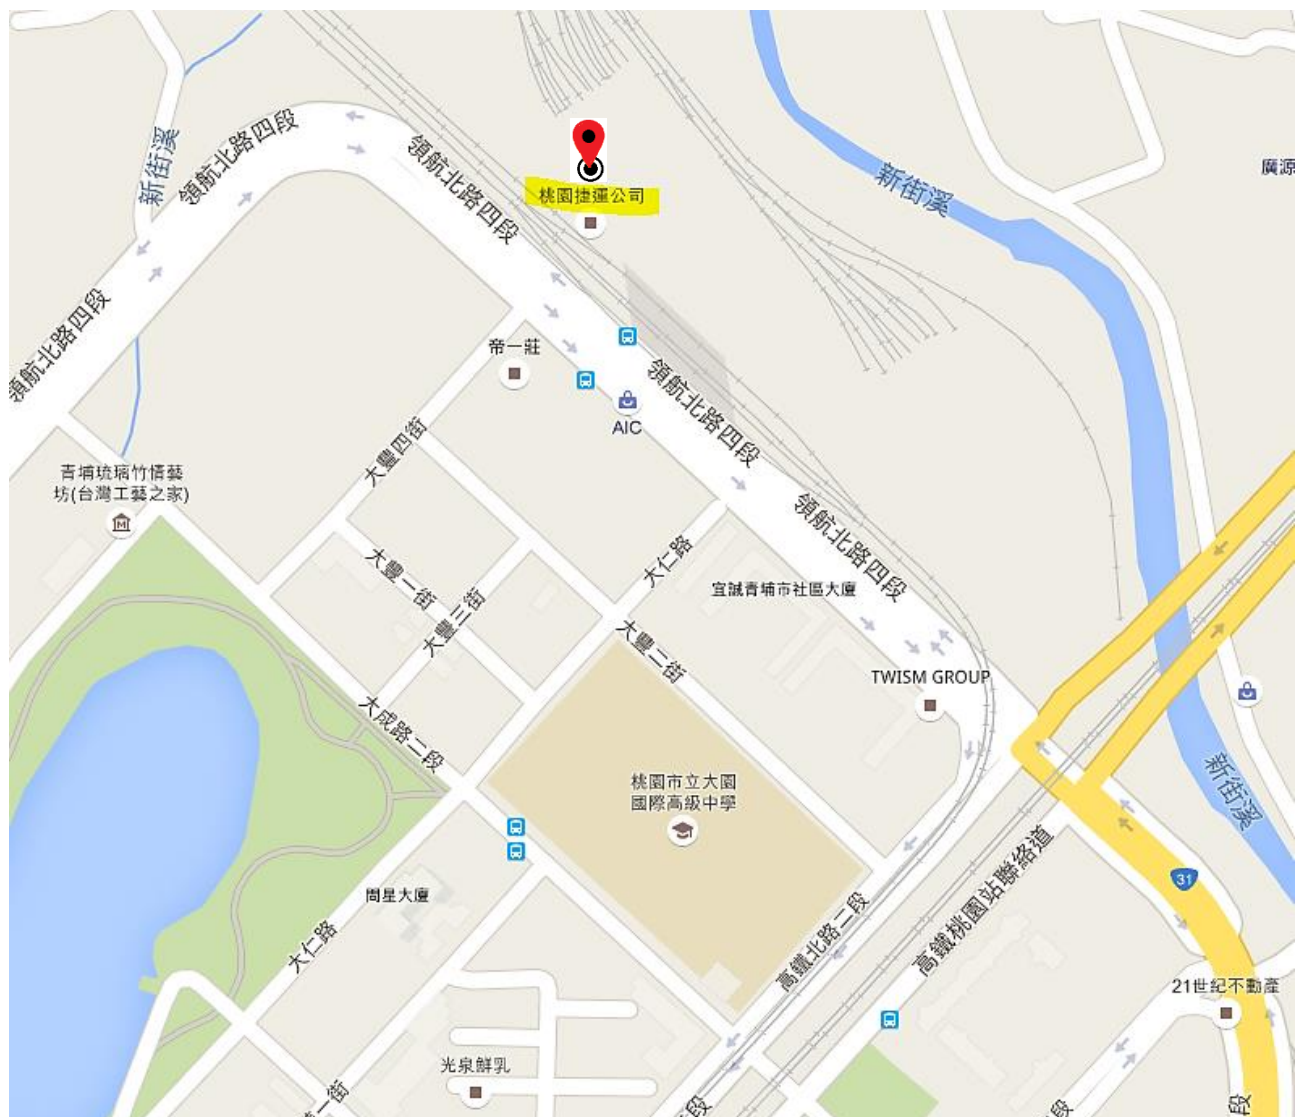 領航北路四段
新街溪
領航北路四段
桃園捷運公司
新街溪
廣源
領航北路四段
帝一莊
領航北路四段
AIC
大豐四街
青埔琉璃竹情藝
坊(台灣工藝之家)
領航北路四段
大仁路
大豐一街
大豐三街
宜誠青埔市社區大廈
大豐二街
TWISM GROUP
大成路二段
桃園市立大園
國際高級中學
新街溪
31
間星大廈
高鐵北路二段
高鐵桃園站聯絡道
大仁路
21世紀不動產
光泉鮮乳
一街
路
段